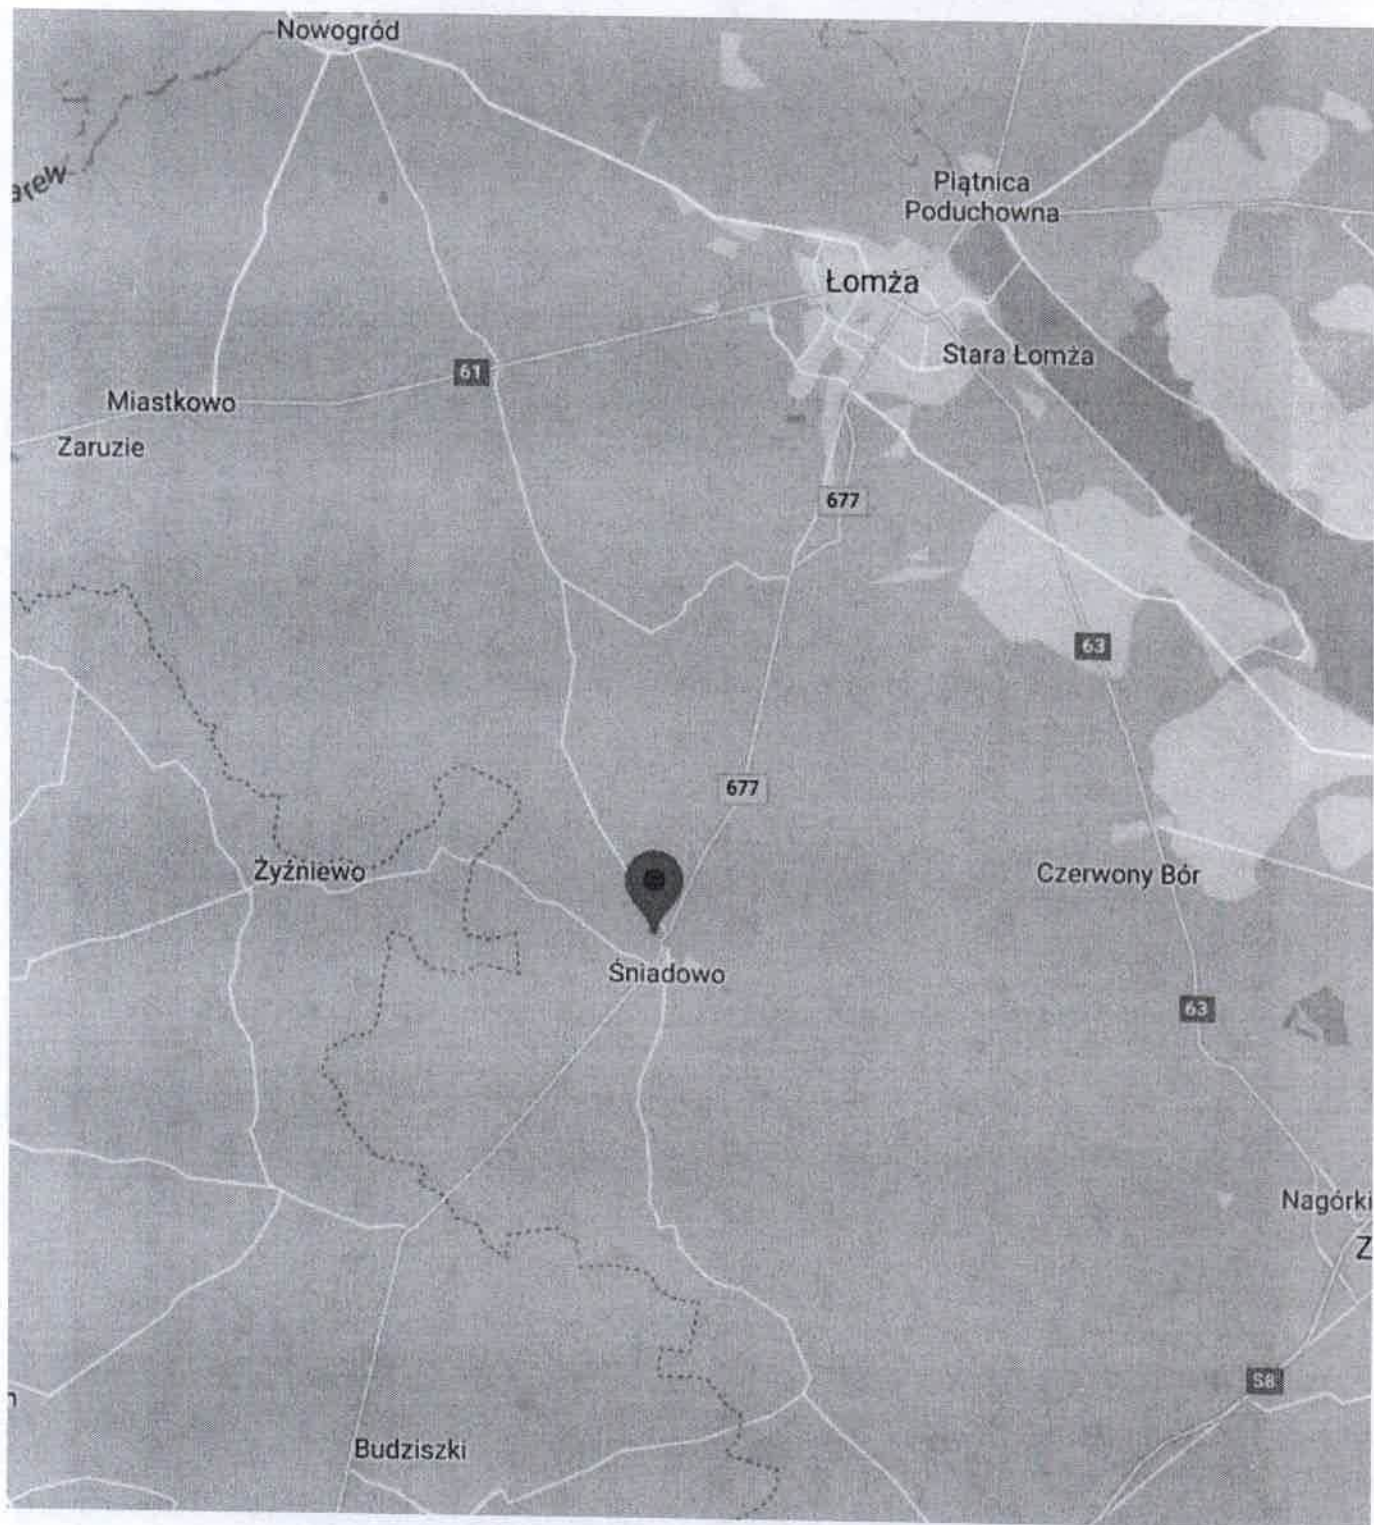 Nowogród
Piątnica
Poduchowna
Łomża
Stara Łomża
61
Miastkowo
Zaruzie
677
63
677
Żyźniewo
Czerwony Bór
Śniadowo
63
Nagórki
S8
Budziszki